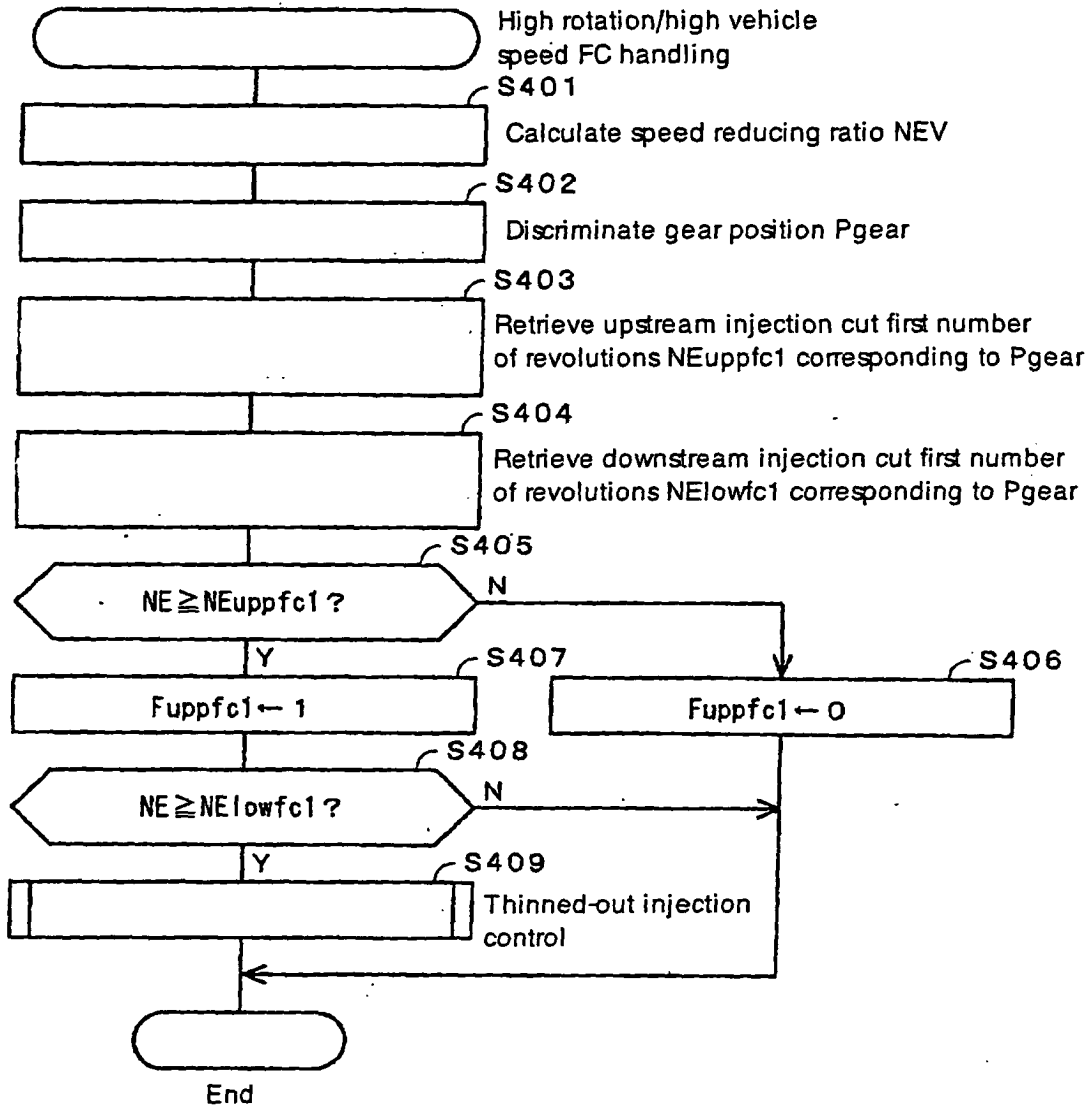 High rotation/high vehicle
speed FC handling
S401
Calculate speed reducing ratio NEV
S402
Discriminate gear position Pgear
S403
Retrieve upstream injection cut first number
of revolutions NEuppfc1 corresponding to Pgear
S404
Retrieve downstream injection cut first number
of revolutions NElowfc1 corresponding to Pgear
S405
NE≧NEuppfc1?
N
Y
S407
Fuppfc1←1
S406
Fuppfc1←0
S408
NE≧NElowfc1?
N
Y
S409
Thinned-out injection
control
End